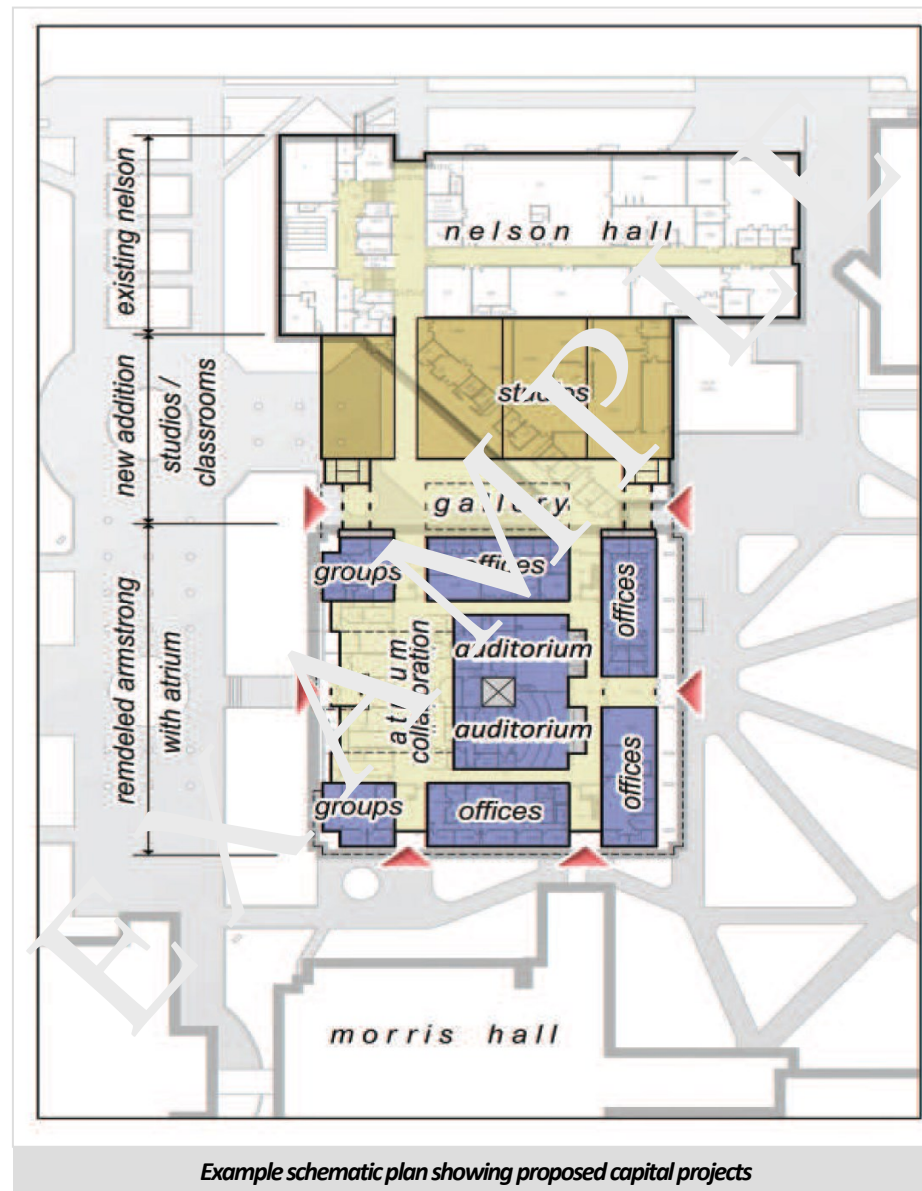 existing nelson
new addition
studios /
classrooms
remdeled armstrong
with atrium
nelson hall
studios
gallery
groups
offices
offices
auditorium
atrium
collaboration
auditorium
offices
groups
offices
morris hall
EXAMPLE
Example schematic plan showing proposed capital projects